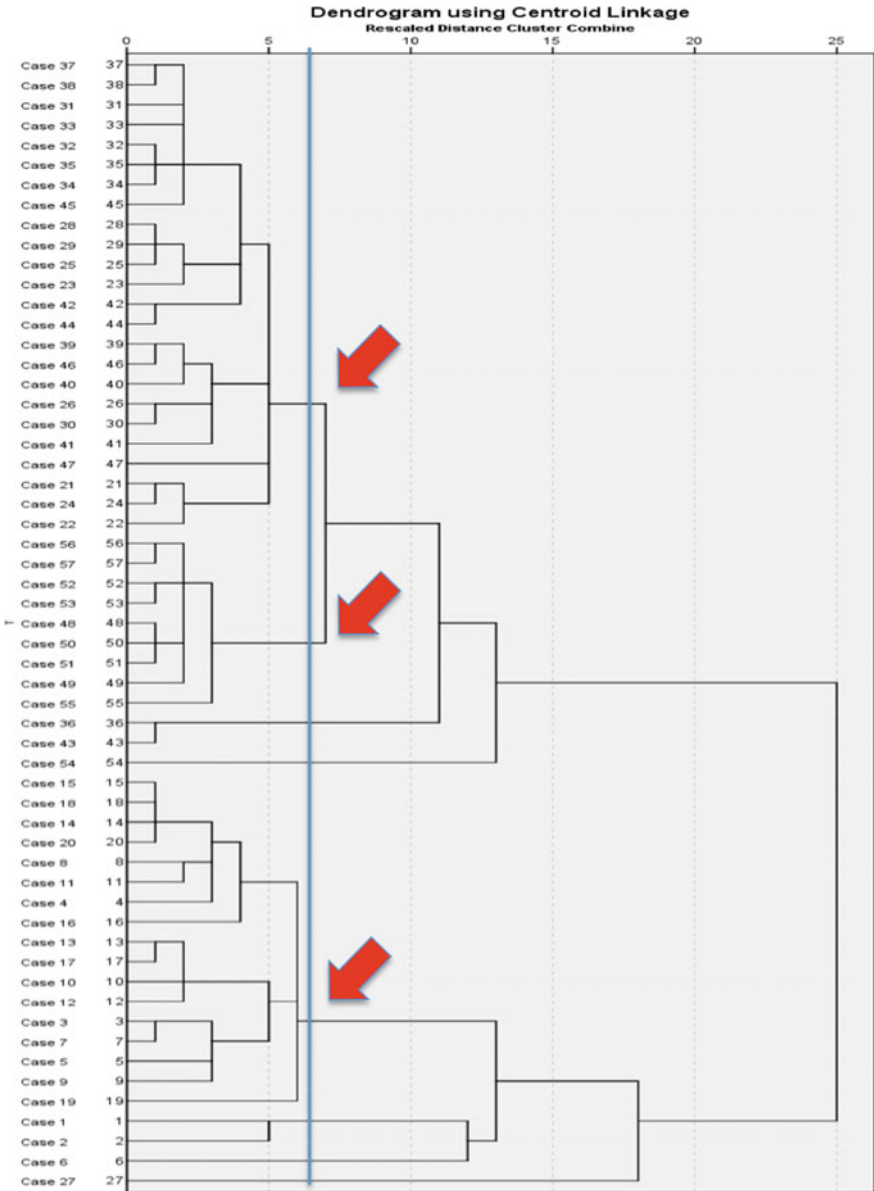 Dendrogram using Centroid Linkage
Rescaled Distance Cluster Combine
0 5 10 15 20 25
Case 37 37
Case 38 38
Case 31 31
Case 33 33
Case 32 32
Case 35 35
Case 34 34
Case 45 45
Case 28 28
Case 29 29
Case 25 25
Case 23 23
Case 42 42
Case 44 44
Case 39 39
Case 46 46
Case 40 40
Case 26 26
Case 30 30
Case 41 41
Case 47 47
Case 21 21
Case 24 24
Case 22 22
Case 56 56
Case 57 57
Case 52 52
Case 53 53
Case 48 48
Y
Case 50 50
Case 51 51
Case 49 49
Case 55 55
Case 36 36
Case 43 43
Case 54 54
Case 15 15
Case 18 18
Case 14 14
Case 20 20
Case 8 8
Case 11 11
Case 4 4
Case 16 16
Case 13 13
Case 17 17
Case 10 10
Case 12 12
Case 3 3
Case 7 7
Case 5 5
Case 9 9
Case 19 19
Case 1 1
Case 2 2
Case 6 6
Case 27 27